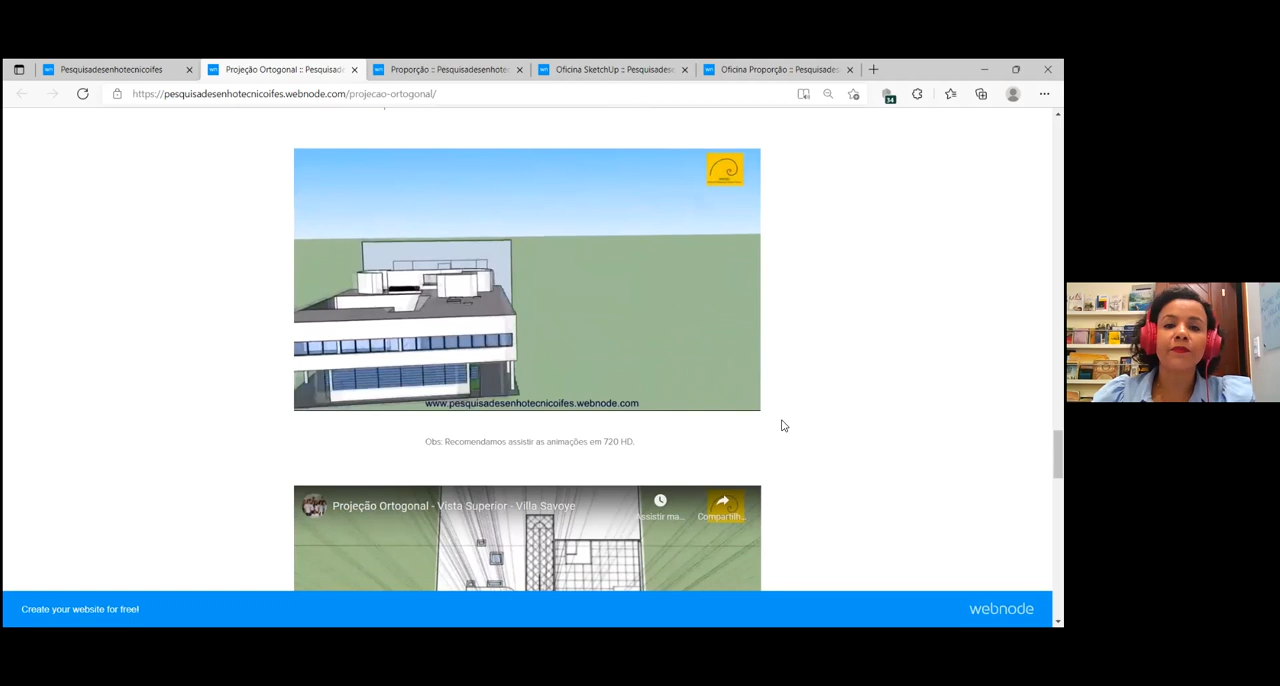 Pesquisadesenhotecnicoifes
Projeção Ortogonal :: Pesquisade
Proporção :: Pesquisadesenhote
Oficina SketchUp :: Pesquisades
Oficina Proporção :: Pesquisades
https://pesquisadesenhotecnicoifes.webnode.com/projecao-ortogonal/
34
www.pesquisadesenhotecnicoifes.webnode.com
Obs: Recomendamos assistir as animações em 720 HD.
Projeção Ortogonal - Vista Superior - Villa Savoye
Assistir ma...
Compartilh...
Create your website for free!
webnode